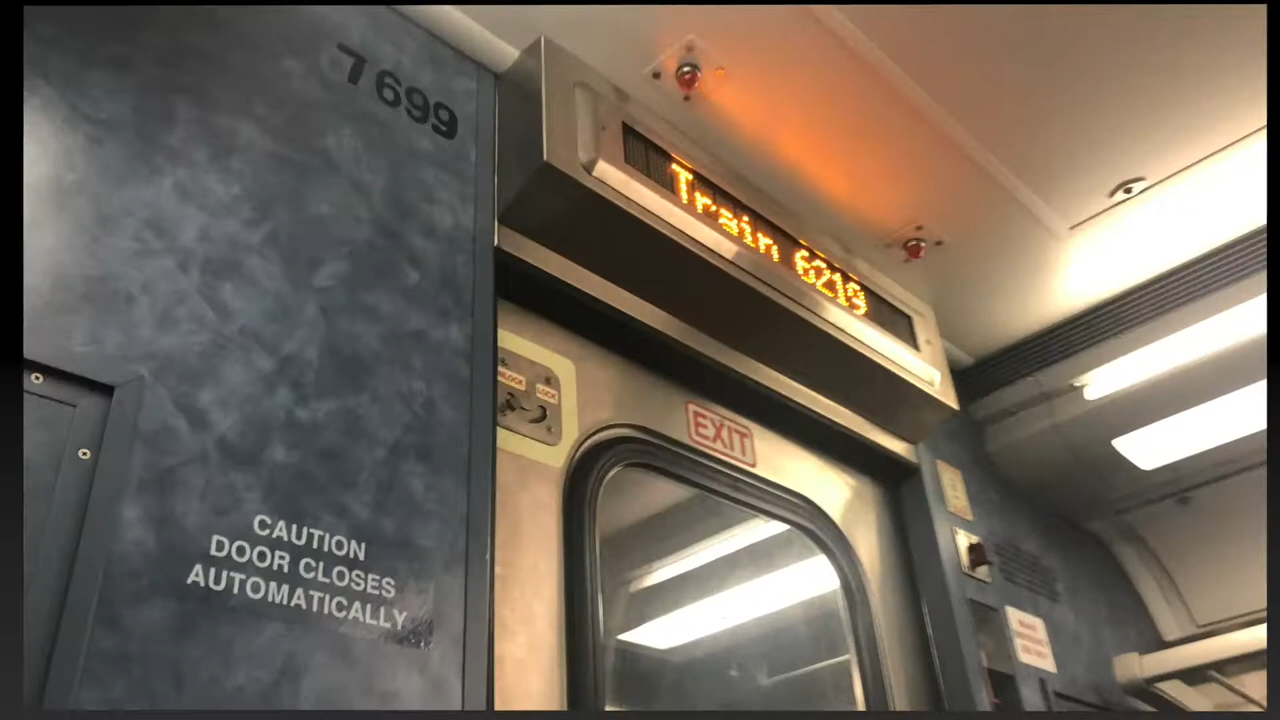 7699
Train 6219
UNLOCK
LOCK
EXIT
CAUTION
DOOR CLOSES
AUTOMATICALLY